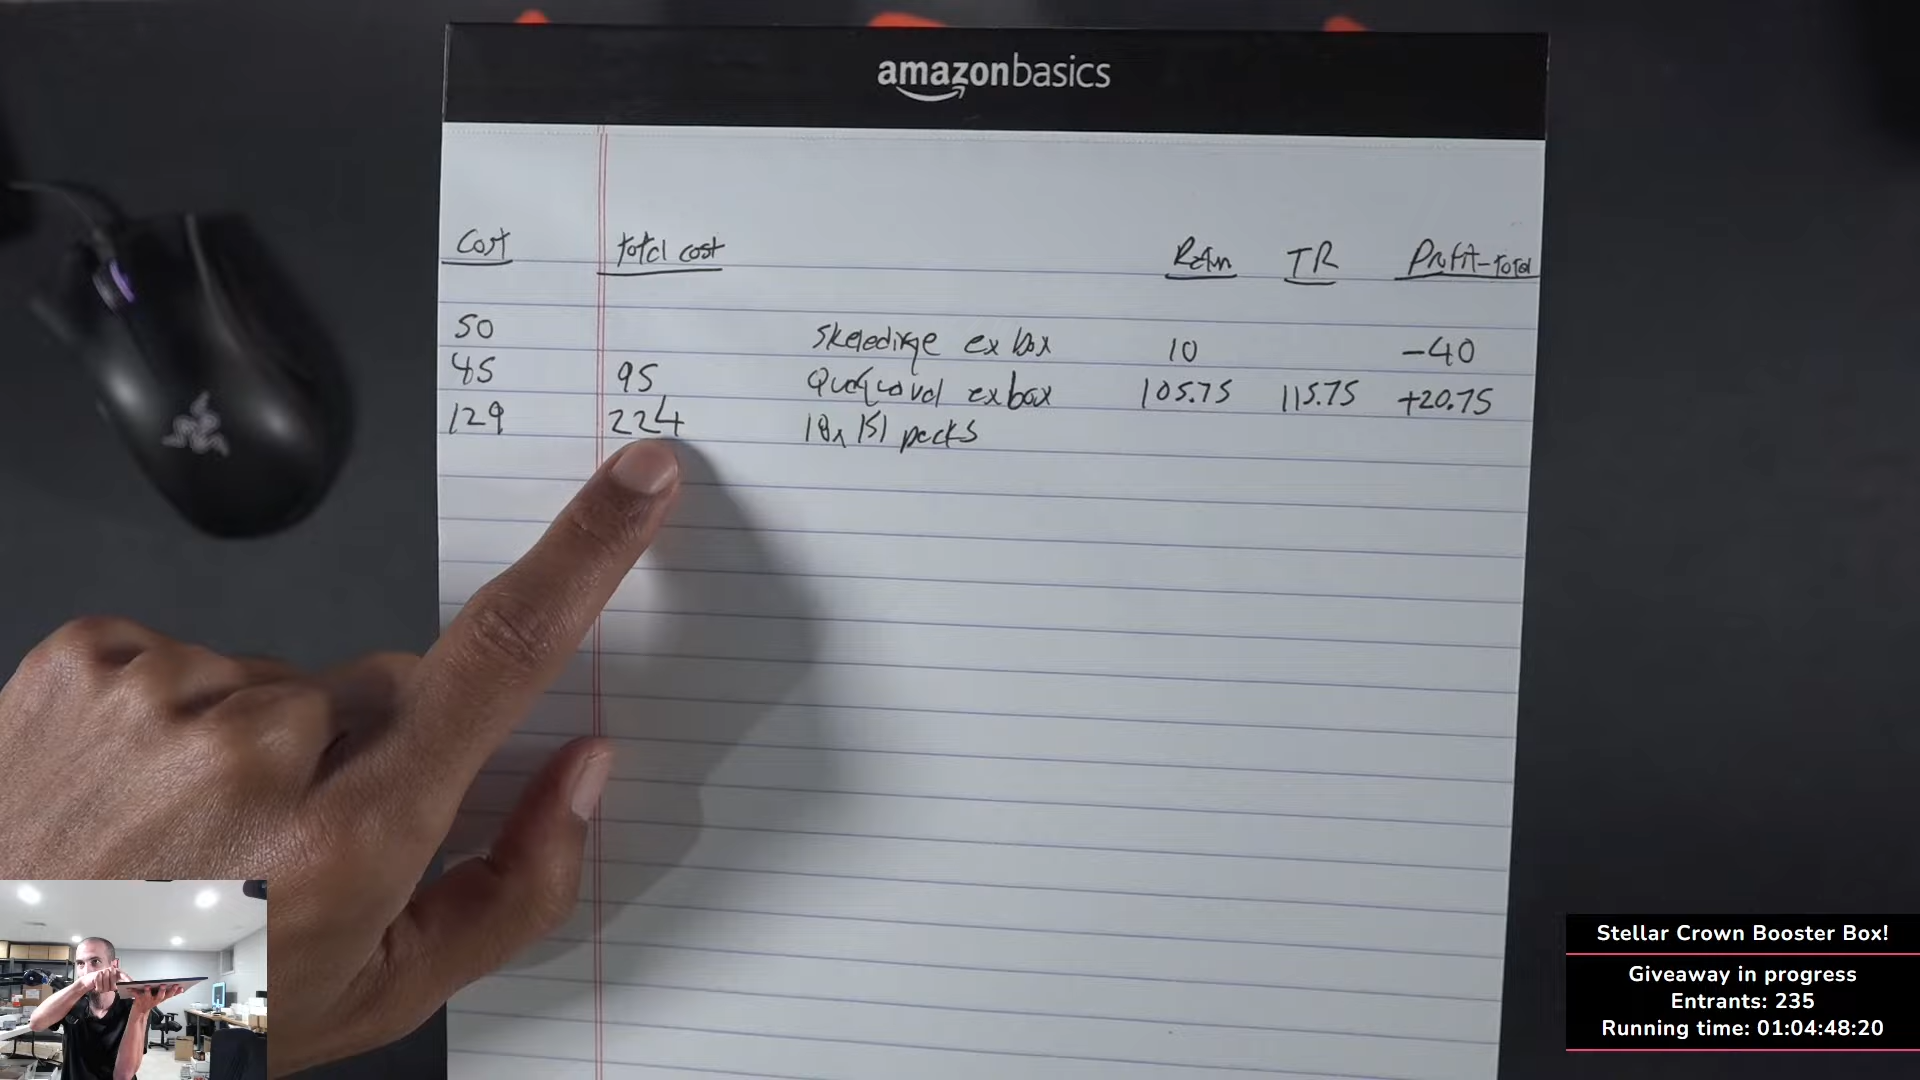 amazonbasics
Cost total cost Return TR Profit-total
50 Skeledirge ex box 10 -40
45 95 Quaquaval ex box 105.75 115.75 +20.75
129 224 18x 151 packs
Stellar Crown Booster Box!
Giveaway in progress
Entrants: 235
Running time: 01:04:48:20